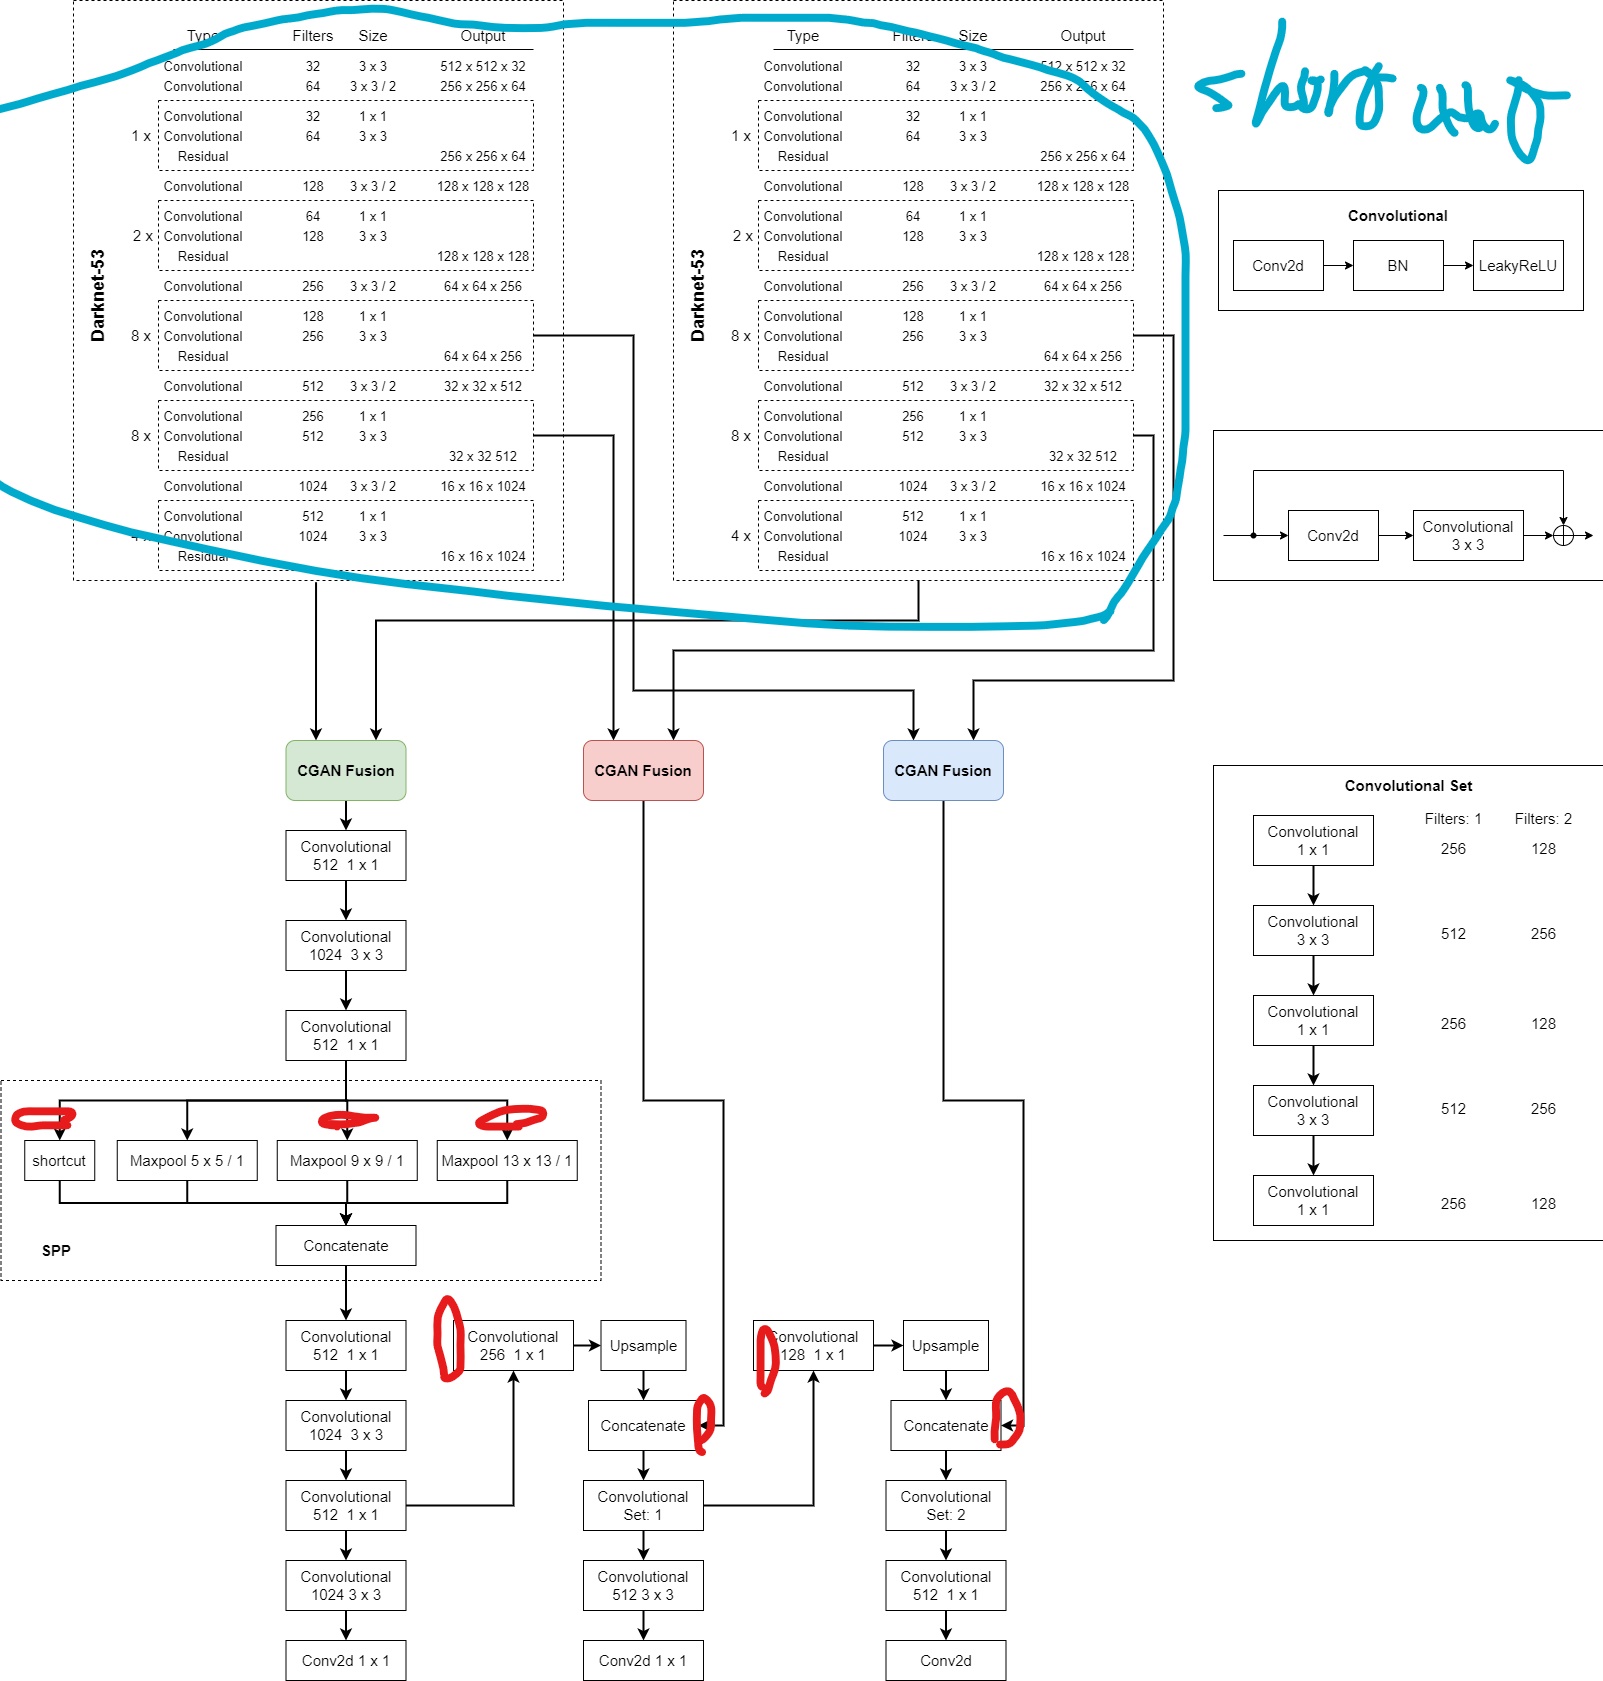 Type Filters Size Output
Convolutional 32 3 x 3 512 x 512 x 32
Convolutional 64 3 x 3 / 2 256 x 256 x 64
Convolutional 32 1 x 1
1 x Convolutional 64 3 x 3
Residual 256 x 256 x 64
Convolutional 128 3 x 3 / 2 128 x 128 x 128
Convolutional 64 1 x 1
2 x Convolutional 128 3 x 3
Residual 128 x 128 x 128
Convolutional 256 3 x 3 / 2 64 x 64 x 256
Convolutional 128 1 x 1
8 x Convolutional 256 3 x 3
Residual 64 x 64 x 256
Convolutional 512 3 x 3 / 2 32 x 32 x 512
Convolutional 256 1 x 1
8 x Convolutional 512 3 x 3
Residual 32 x 32 512
Convolutional 1024 3 x 3 / 2 16 x 16 x 1024
Convolutional 512 1 x 1
4 x Convolutional 1024 3 x 3
Residual 16 x 16 x 1024
Darknet-53
Type Filters Size Output
Convolutional 32 3 x 3 512 x 512 x 32
Convolutional 64 3 x 3 / 2 256 x 256 x 64
Convolutional 32 1 x 1
1 x Convolutional 64 3 x 3
Residual 256 x 256 x 64
Convolutional 128 3 x 3 / 2 128 x 128 x 128
Convolutional 64 1 x 1
2 x Convolutional 128 3 x 3
Residual 128 x 128 x 128
Convolutional 256 3 x 3 / 2 64 x 64 x 256
Convolutional 128 1 x 1
8 x Convolutional 256 3 x 3
Residual 64 x 64 x 256
Convolutional 512 3 x 3 / 2 32 x 32 x 512
Convolutional 256 1 x 1
8 x Convolutional 512 3 x 3
Residual 32 x 32 512
Convolutional 1024 3 x 3 / 2 16 x 16 x 1024
Convolutional 512 1 x 1
4 x Convolutional 1024 3 x 3
Residual 16 x 16 x 1024
Darknet-53
Convolutional
Conv2d BN LeakyReLU
Conv2d
Convolutional
3 x 3
CGAN Fusion
CGAN Fusion
CGAN Fusion
Convolutional
512 1 x 1
Convolutional
1024 3 x 3
Convolutional
512 1 x 1
shortcut
Maxpool 5 x 5 / 1
Maxpool 9 x 9 / 1
Maxpool 13 x 13 / 1
SPP
Concatenate
Convolutional
512 1 x 1
Convolutional
1024 3 x 3
Convolutional
512 1 x 1
Convolutional
1024 3 x 3
Conv2d 1 x 1
Convolutional
256 1 x 1
Upsample
Concatenate
Convolutional
Set: 1
Convolutional
512 3 x 3
Conv2d 1 x 1
Convolutional
128 1 x 1
Upsample
Concatenate
Convolutional
Set: 2
Convolutional
512 1 x 1
Conv2d
Convolutional Set
Filters: 1 Filters: 2
Convolutional
1 x 1
256 128
Convolutional
3 x 3
512 256
Convolutional
1 x 1
256 128
Convolutional
3 x 3
512 256
Convolutional
1 x 1
256 128